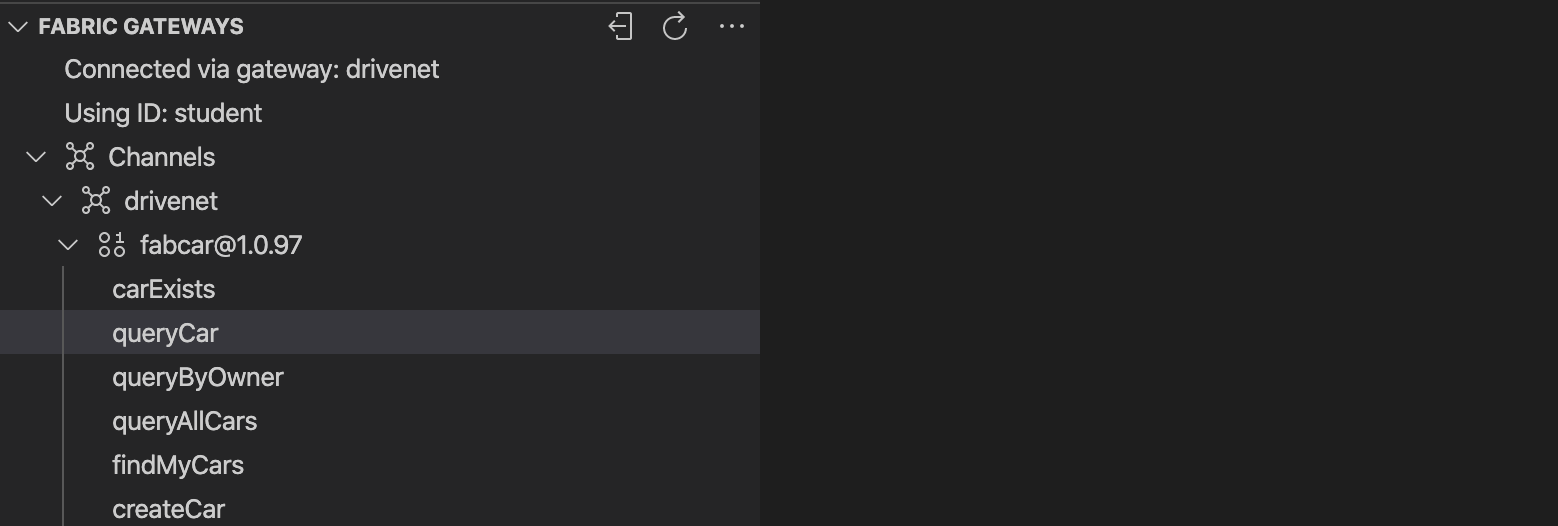 FABRIC GATEWAYS
Connected via gateway: drivenet
Using ID: student
Channels
drivenet
fabcar@1.0.97
carExists
queryCar
queryByOwner
queryAllCars
findMyCars
createCar